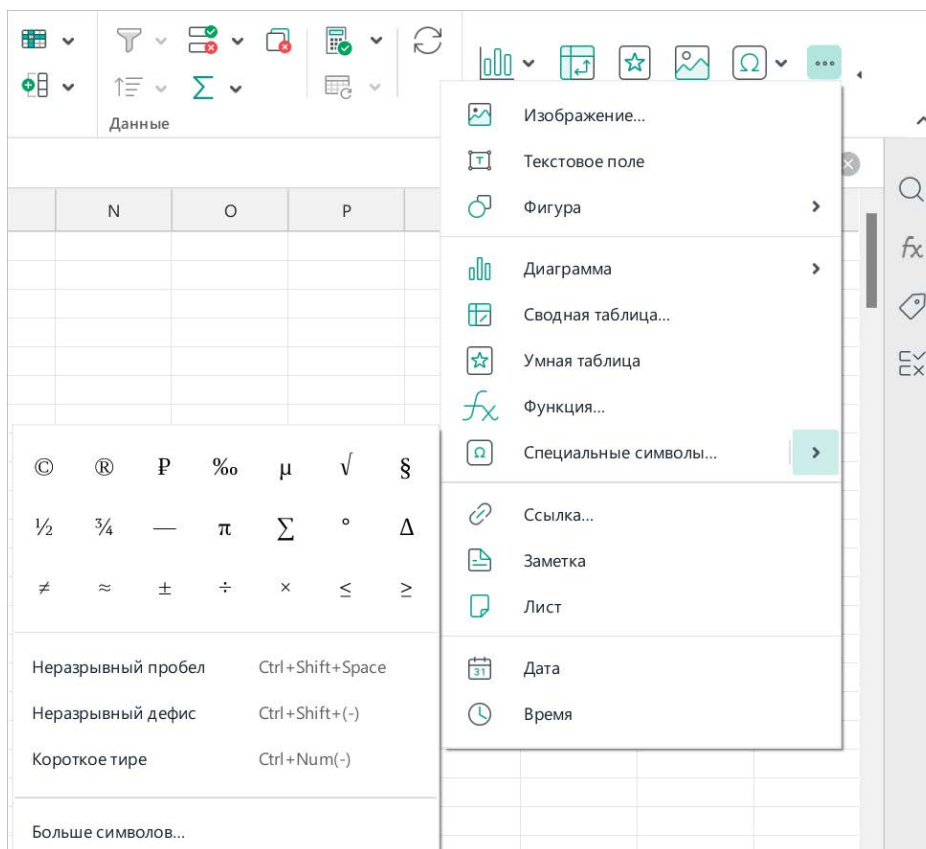 Данные
N O P
Изображение...
Текстовое поле
Фигура
Диаграмма
Сводная таблица...
Умная таблица
Функция...
Специальные символы...
Ссылка...
Заметка
Лист
31 Дата
Время
© ® ₽ ‰ µ √ §
½ ¾ — π ∑ ° Δ
≠ ≈ ± ÷ × ≤ ≥
Неразрывный пробел Ctrl+Shift+Space
Неразрывный дефис Ctrl+Shift+(-)
Короткое тире Ctrl+Num(-)
Больше символов...